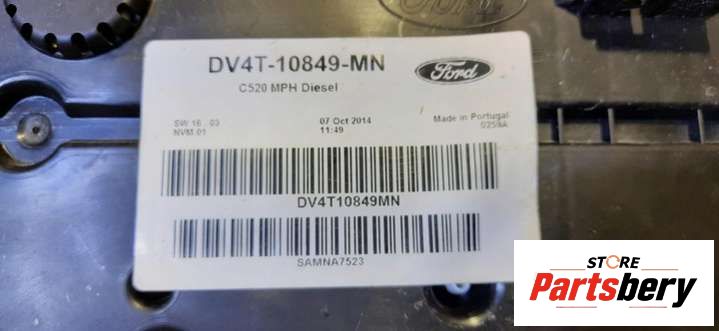 Ford
DV4T-10849-MN
Ford
C520 MPH Diesel
SW 16 . 03
NVM 01
07 Oct 2014
11:49
Made in Portugal
DV4T10849MN
SAMNA7523
STORE
Partsbery